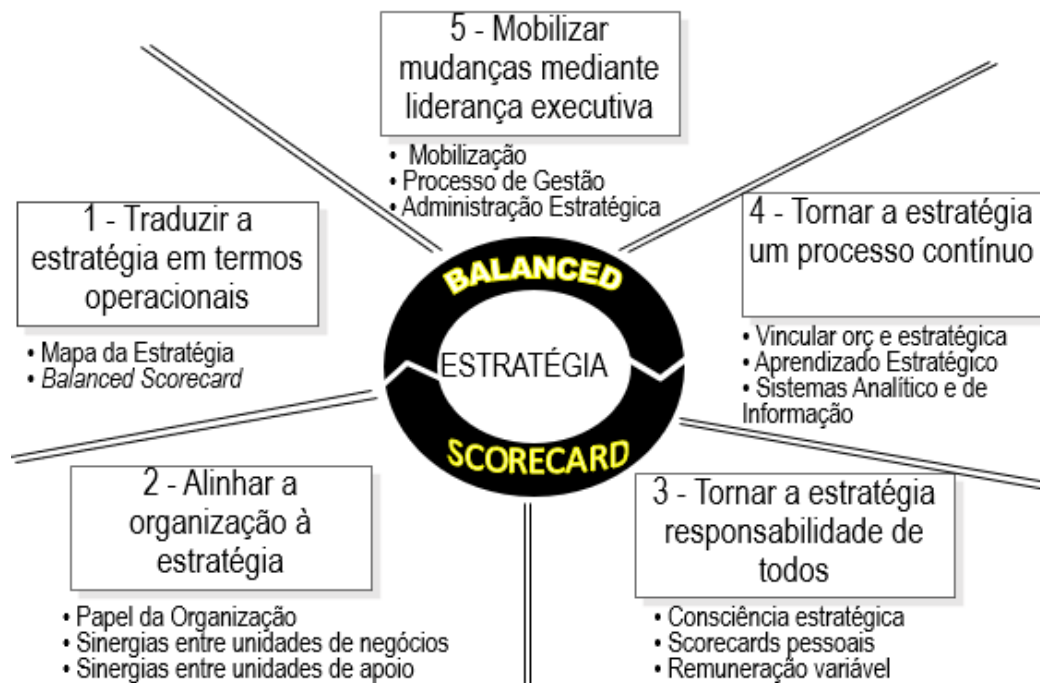 5 - Mobilizar
mudanças mediante
liderança executiva
• Mobilização
• Processo de Gestão
• Administração Estratégica
1 - Traduzir a
estratégia em termos
operacionais
• Mapa da Estratégia
• Balanced Scorecard
4 - Tornar a estratégia
um processo contínuo
• Vincular orç e estratégica
• Aprendizado Estratégico
• Sistemas Analítico e de
Informação
BALANCED
ESTRATÉGIA
SCORECARD
2 - Alinhar a
organização à
estratégia
• Papel da Organização
• Sinergias entre unidades de negócios
• Sinergias entre unidades de apoio
3 - Tornar a estratégia
responsabilidade de
todos
• Consciência estratégica
• Scorecards pessoais
• Remuneração variável